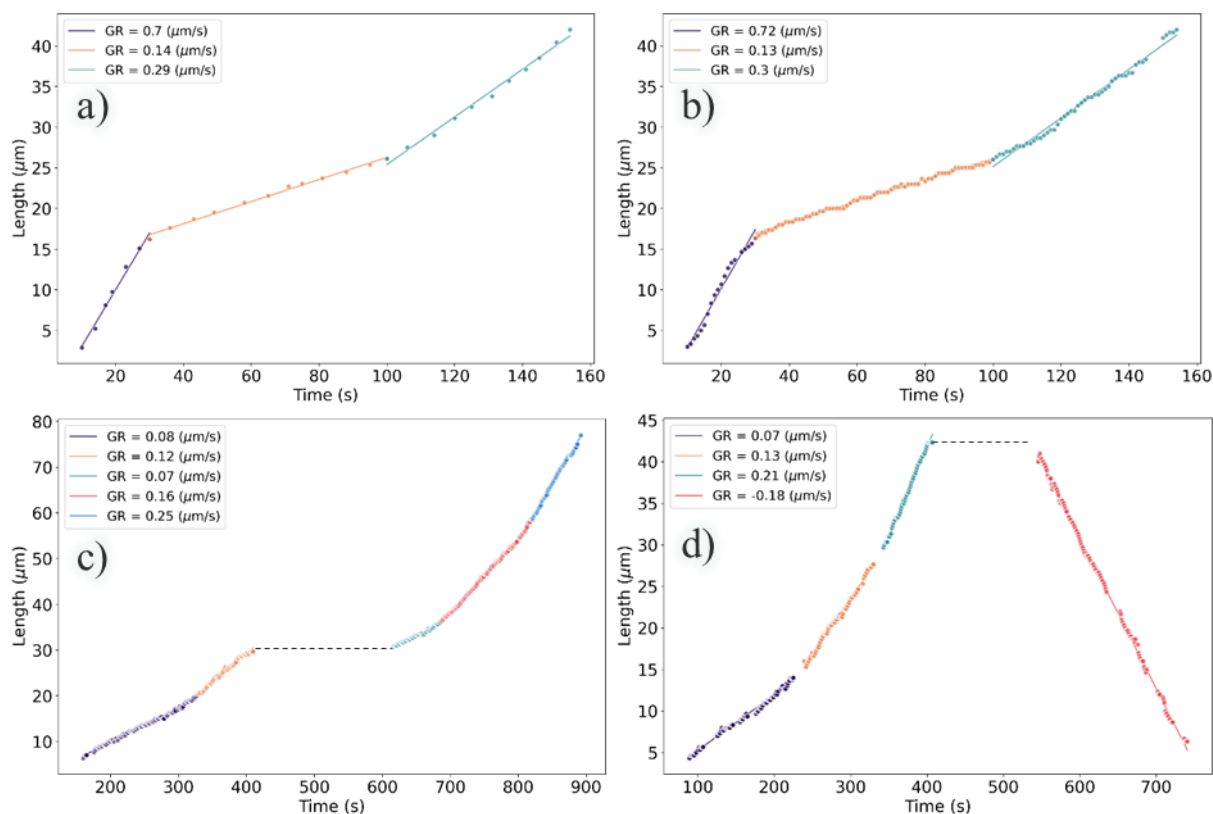 a)
GR = 0.7 (μm/s)
GR = 0.14 (μm/s)
GR = 0.29 (μm/s)
Length (μm)
40
35
30
25
20
15
10
5
20 40 60 80 100 120 140 160
Time (s)
b)
GR = 0.72 (μm/s)
GR = 0.13 (μm/s)
GR = 0.3 (μm/s)
Length (μm)
40
35
30
25
20
15
10
5
20 40 60 80 100 120 140 160
Time (s)
c)
GR = 0.08 (μm/s)
GR = 0.12 (μm/s)
GR = 0.07 (μm/s)
GR = 0.16 (μm/s)
GR = 0.25 (μm/s)
Length (μm)
80
70
60
50
40
30
20
10
200 300 400 500 600 700 800 900
Time (s)
d)
GR = 0.07 (μm/s)
GR = 0.13 (μm/s)
GR = 0.21 (μm/s)
GR = -0.18 (μm/s)
Length (μm)
45
40
35
30
25
20
15
10
5
100 200 300 400 500 600 700
Time (s)